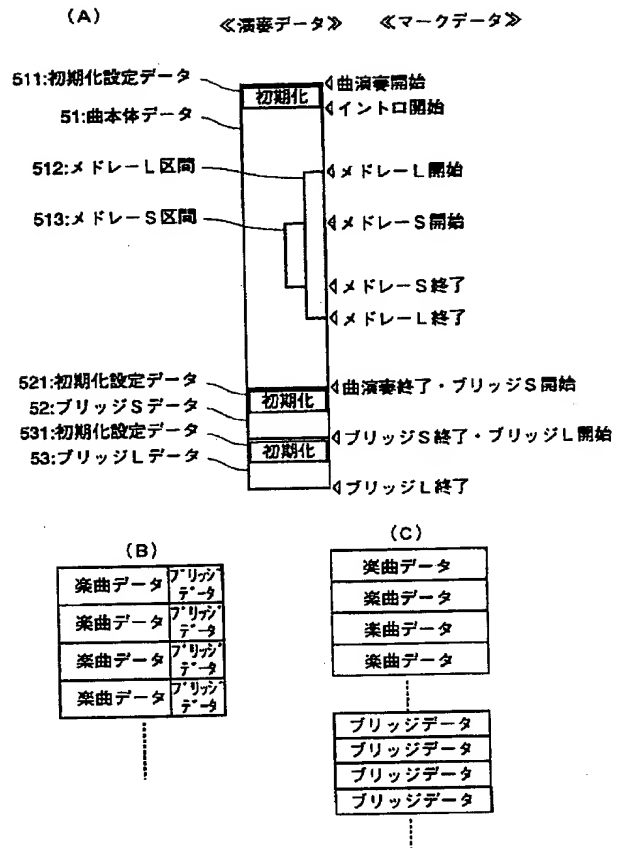 (A)
≪演奏データ≫ ≪マークデータ≫
511:初期化設定データ
初期化
曲演奏開始
イントロ開始
51:曲本体データ
512:メドレーL区間
メドレーL開始
513:メドレーS区間
メドレーS開始
メドレーS終了
メドレーL終了
521:初期化設定データ
曲演奏終了・ブリッジS開始
初期化
52:ブリッジSデータ
531:初期化設定データ
ブリッジS終了・ブリッジL開始
初期化
53:ブリッジLデータ
ブリッジL終了
(B)
楽曲データ ブリッジ
データ
楽曲データ ブリッジ
データ
楽曲データ ブリッジ
データ
楽曲データ ブリッジ
データ
(C)
楽曲データ
楽曲データ
楽曲データ
楽曲データ
ブリッジデータ
ブリッジデータ
ブリッジデータ
ブリッジデータ